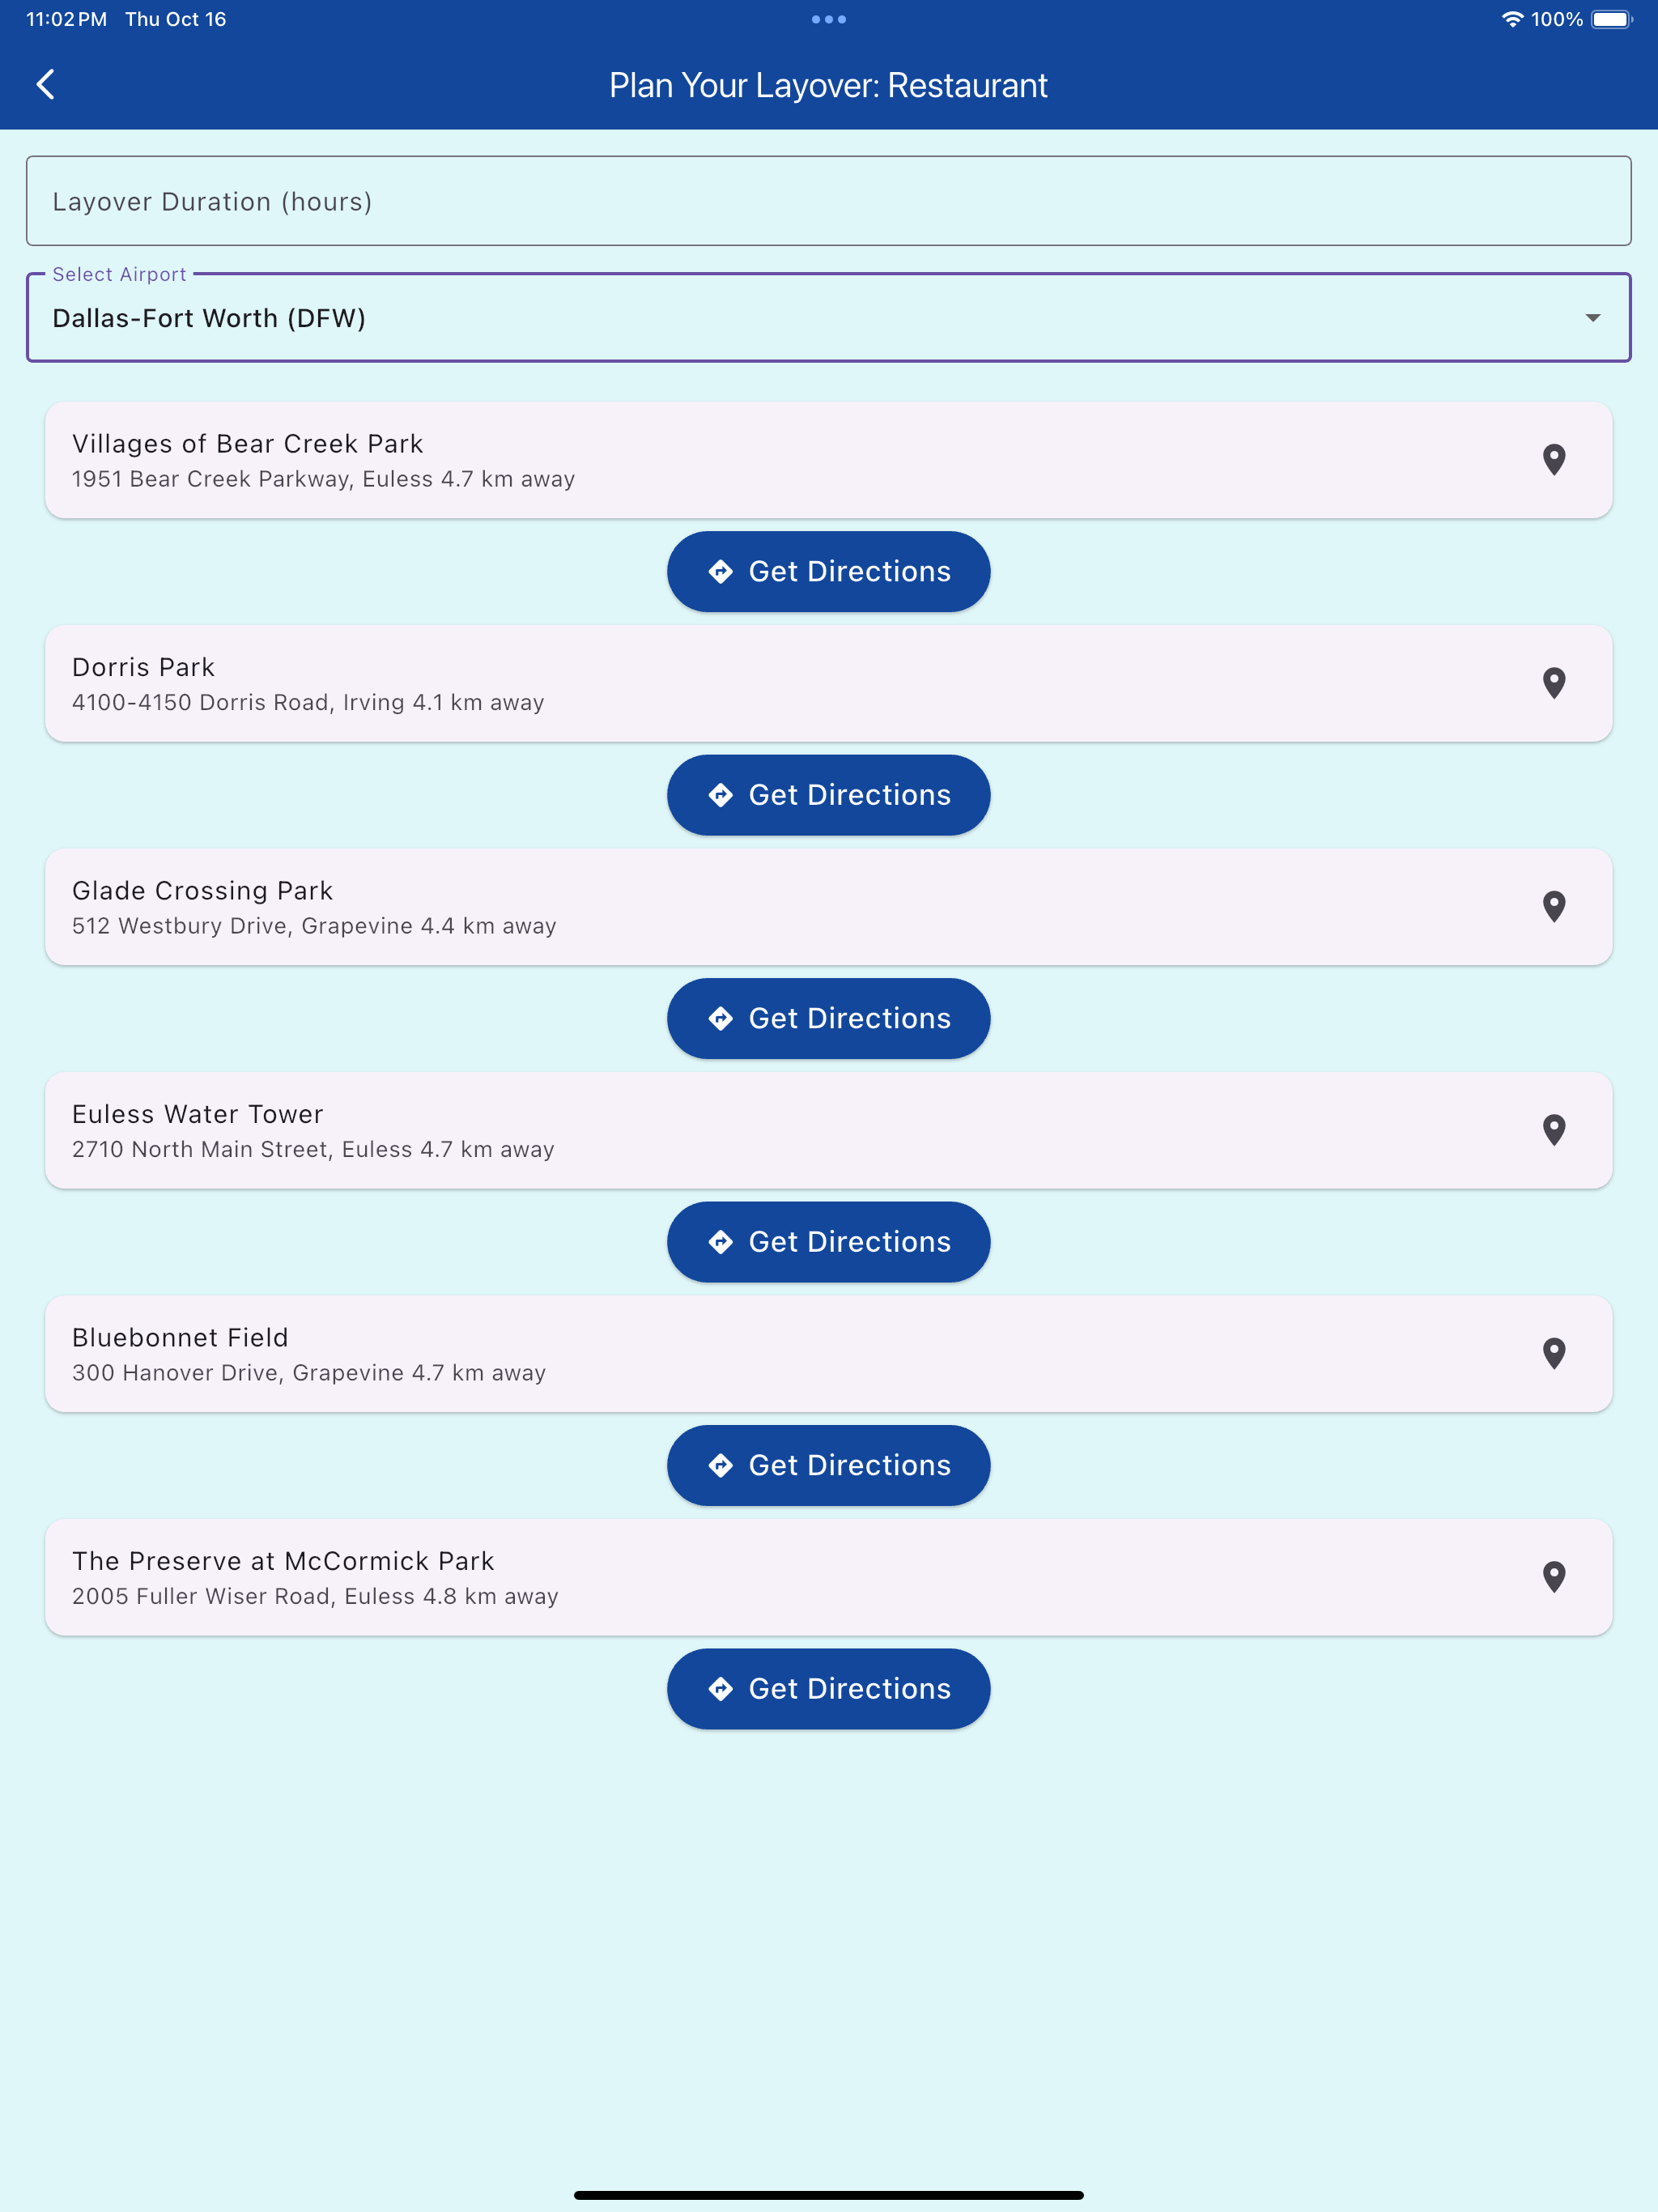 11:02 PM Thu Oct 16
100%
Plan Your Layover: Restaurant
Layover Duration (hours)
Select Airport
Dallas-Fort Worth (DFW)
Villages of Bear Creek Park
1951 Bear Creek Parkway, Euless 4.7 km away
Get Directions
Dorris Park
4100-4150 Dorris Road, Irving 4.1 km away
Get Directions
Glade Crossing Park
512 Westbury Drive, Grapevine 4.4 km away
Get Directions
Euless Water Tower
2710 North Main Street, Euless 4.7 km away
Get Directions
Bluebonnet Field
300 Hanover Drive, Grapevine 4.7 km away
Get Directions
The Preserve at McCormick Park
2005 Fuller Wiser Road, Euless 4.8 km away
Get Directions